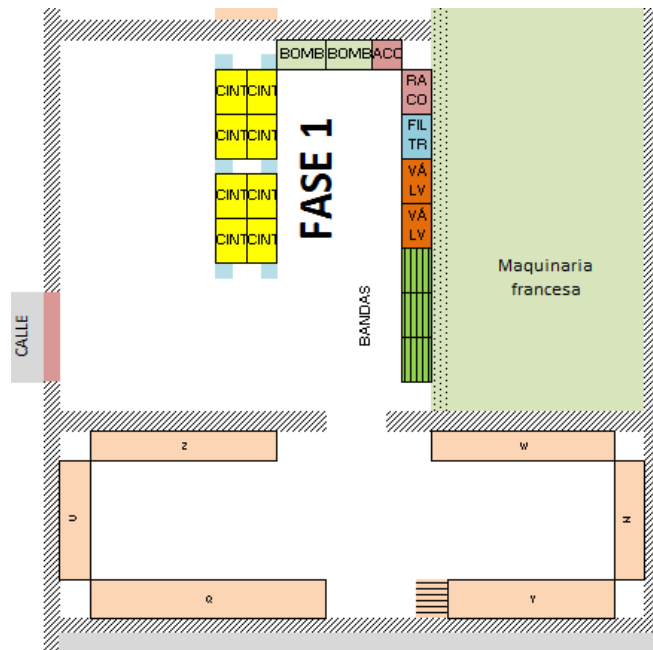 BOMB BOMB ACC
CINT CINT
CINT CINT
CINT CINT
CINT CINT
FASE 1
RA
CO
FIL
TR
VÁ
LV
VÁ
LV
BANDAS
Maquinaria
francesa
CALLE
Z
W
U
N
Q
Y